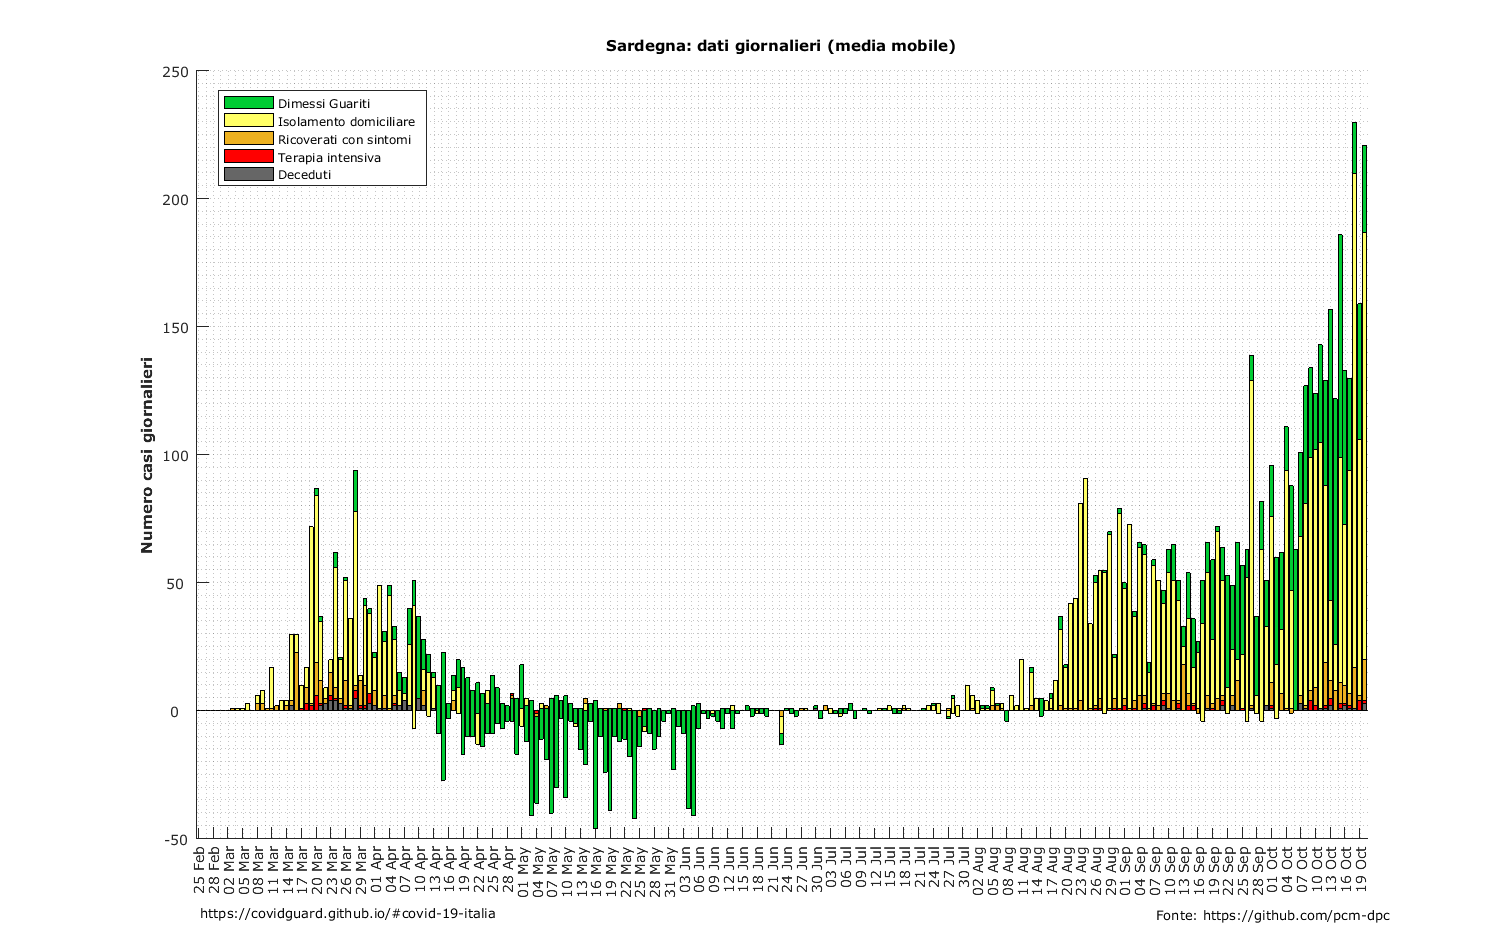 Sardegna: dati giornalieri (media mobile)
Numero casi giornalieri
250
200
150
100
50
0
-50
Dimessi Guariti
Isolamento domiciliare
Ricoverati con sintomi
Terapia intensiva
Deceduti
25 Feb
28 Feb
02 Mar
05 Mar
08 Mar
11 Mar
14 Mar
17 Mar
20 Mar
23 Mar
26 Mar
29 Mar
01 Apr
04 Apr
07 Apr
10 Apr
13 Apr
16 Apr
19 Apr
22 Apr
25 Apr
28 Apr
01 May
04 May
07 May
10 May
13 May
16 May
19 May
22 May
25 May
28 May
31 May
03 Jun
06 Jun
09 Jun
12 Jun
15 Jun
18 Jun
21 Jun
24 Jun
27 Jun
30 Jun
03 Jul
06 Jul
09 Jul
12 Jul
15 Jul
18 Jul
21 Jul
24 Jul
27 Jul
30 Jul
02 Aug
05 Aug
08 Aug
11 Aug
14 Aug
17 Aug
20 Aug
23 Aug
26 Aug
29 Aug
01 Sep
04 Sep
07 Sep
10 Sep
13 Sep
16 Sep
19 Sep
22 Sep
25 Sep
28 Sep
01 Oct
04 Oct
07 Oct
10 Oct
13 Oct
16 Oct
19 Oct
https://covidguard.github.io/#covid-19-italia
Fonte: https://github.com/pcm-dpc